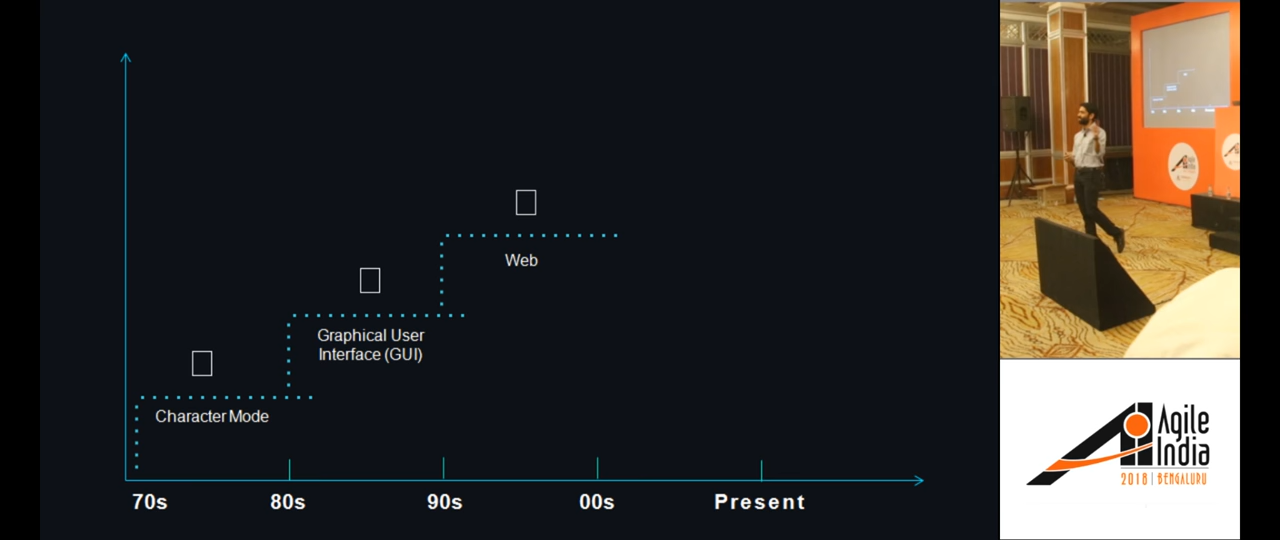 Web
Graphical User
Interface (GUI)
Character Mode
70s
80s
90s
00s
Present
Agile
India
2018 | BENGALURU